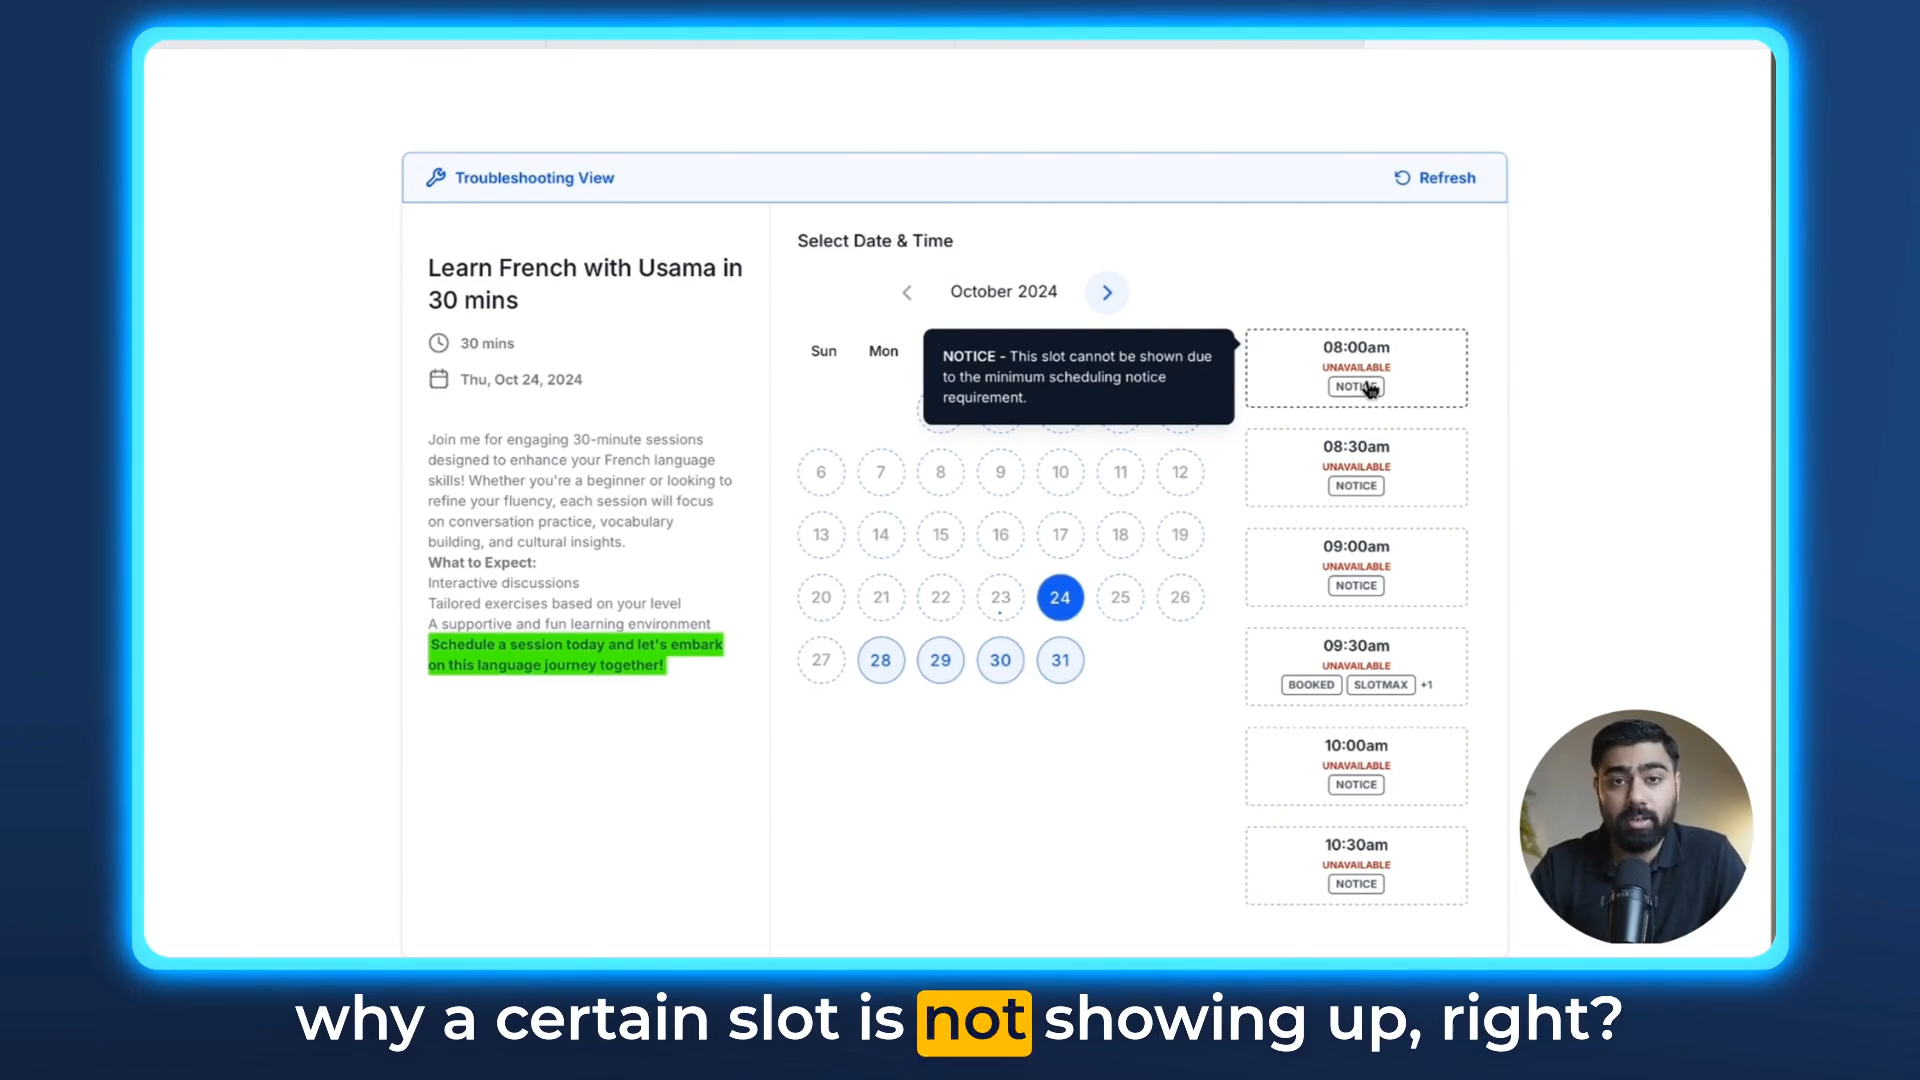 Troubleshooting View
Refresh
Learn French with Usama in
30 mins
30 mins
Thu, Oct 24, 2024
Join me for engaging 30-minute sessions
designed to enhance your French language
skills! Whether you're a beginner or looking to
refine your fluency, each session will focus
on conversation practice, vocabulary
building, and cultural insights.
What to Expect:
Interactive discussions
Tailored exercises based on your level
A supportive and fun learning environment
Schedule a session today and let's embark
on this language journey together!
Select Date & Time
October 2024
Sun Mon
NOTICE - This slot cannot be shown due
to the minimum scheduling notice
requirement.
6 7 8 9 10 11 12
13 14 15 16 17 18 19
20 21 22 23 24 25 26
27 28 29 30 31
08:00am
UNAVAILABLE
NOTICE
08:30am
UNAVAILABLE
NOTICE
09:00am
UNAVAILABLE
NOTICE
09:30am
UNAVAILABLE
BOOKED SLOTMAX +1
10:00am
UNAVAILABLE
NOTICE
10:30am
UNAVAILABLE
NOTICE
why a certain slot is not showing up, right?